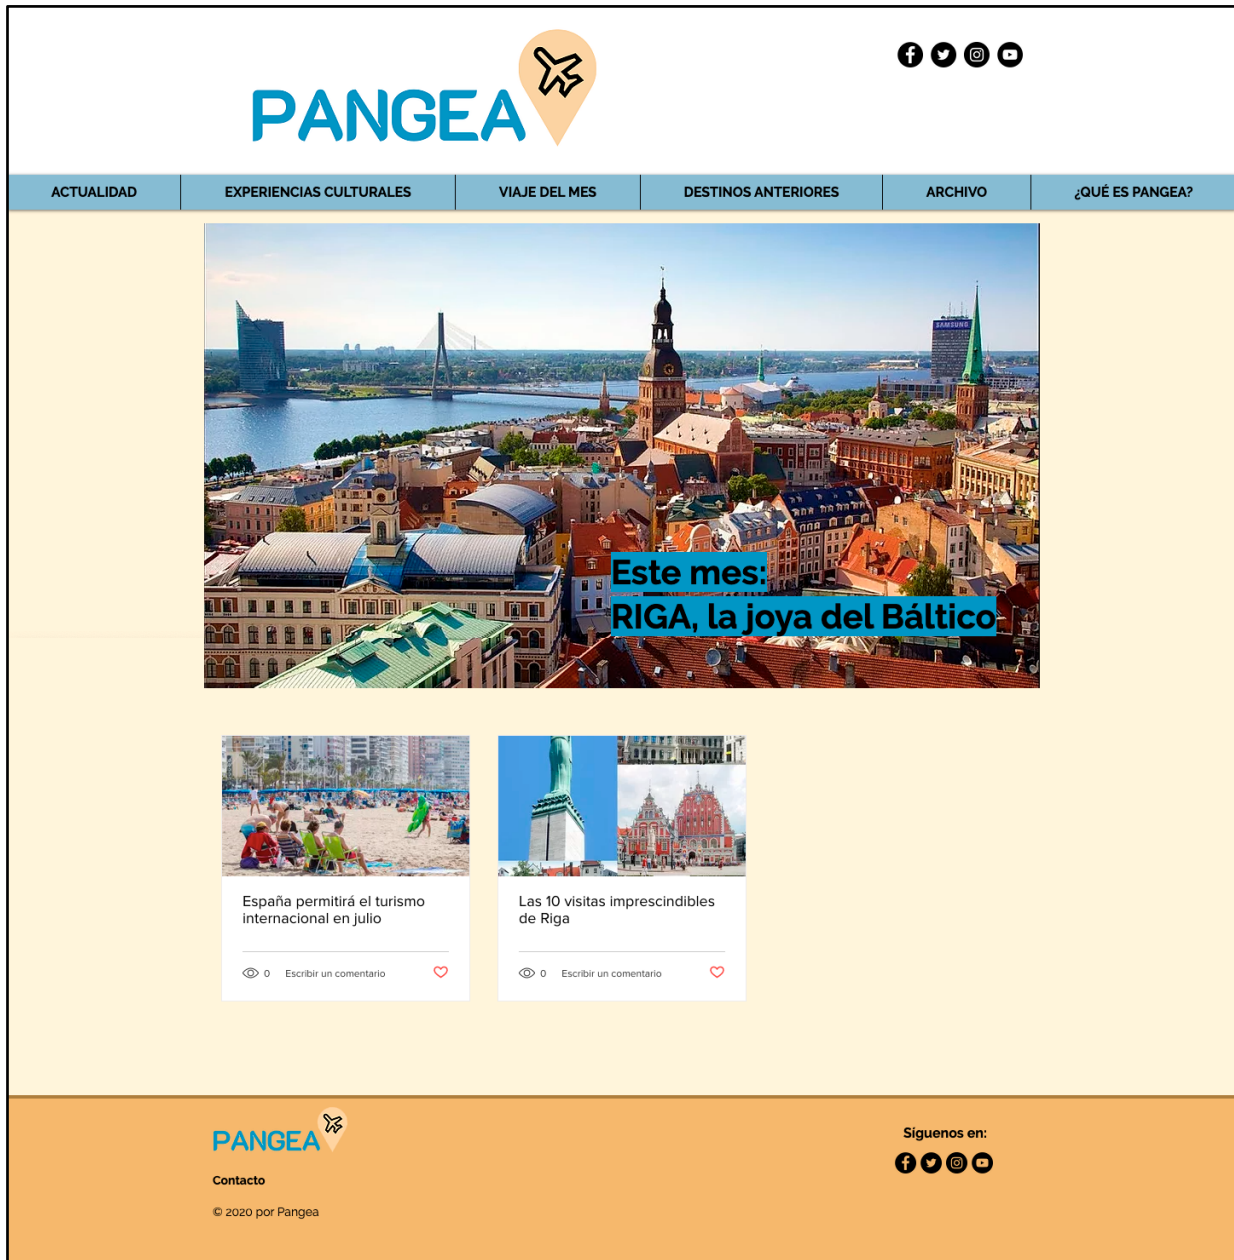 PANGEA
ACTUALIDAD
EXPERIENCIAS CULTURALES
VIAJE DEL MES
DESTINOS ANTERIORES
ARCHIVO
¿QUÉ ES PANGEA?
SAMSUNG
Este mes:
RIGA, la joya del Báltico
España permitirá el turismo
internacional en julio
0 Escribir un comentario
Las 10 visitas imprescindibles
de Riga
0 Escribir un comentario
PANGEA
Contacto
© 2020 por Pangea
Síguenos en: